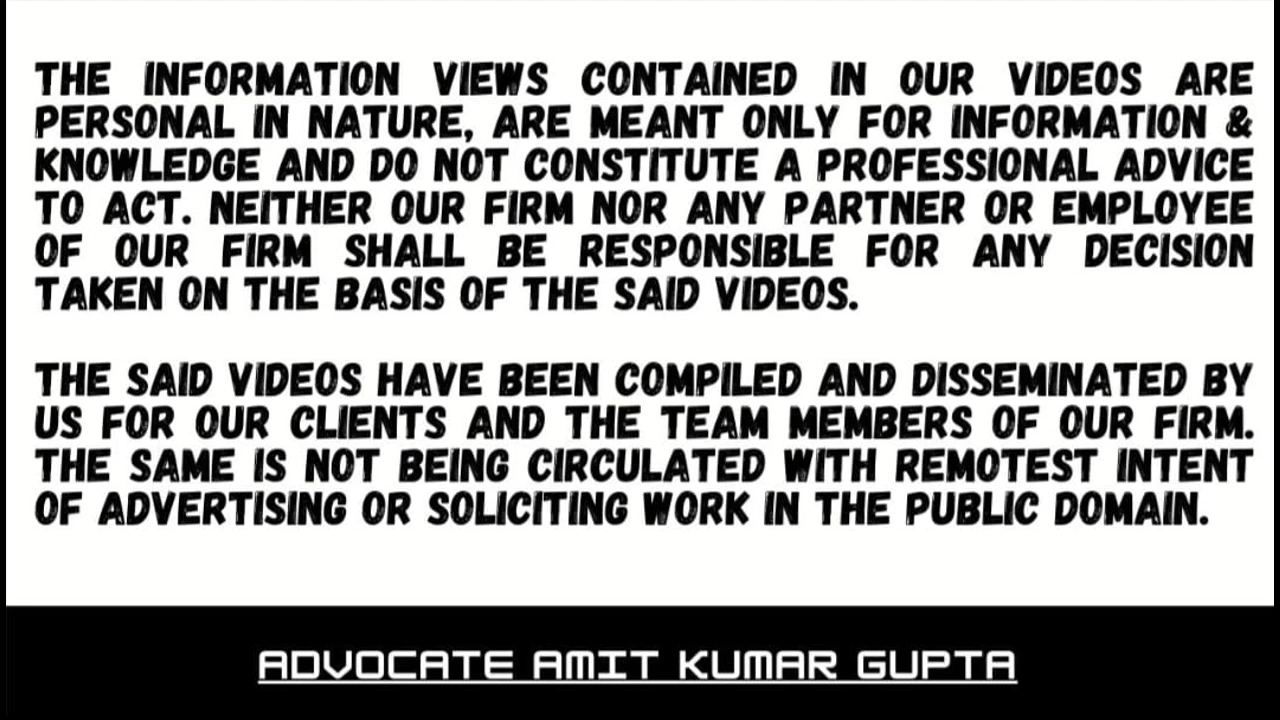 THE INFORMATION VIEWS CONTAINED IN OUR VIDEOS ARE
PERSONAL IN NATURE, ARE MEANT ONLY FOR INFORMATION &
KNOWLEDGE AND DO NOT CONSTITUTE A PROFESSIONAL ADVICE
TO ACT. NEITHER OUR FIRM NOR ANY PARTNER OR EMPLOYEE
OF OUR FIRM SHALL BE RESPONSIBLE FOR ANY DECISION
TAKEN ON THE BASIS OF THE SAID VIDEOS.
THE SAID VIDEOS HAVE BEEN COMPILED AND DISSEMINATED BY
US FOR OUR CLIENTS AND THE TEAM MEMBERS OF OUR FIRM.
THE SAME IS NOT BEING CIRCULATED WITH REMOTEST INTENT
OF ADVERTISING OR SOLICITING WORK IN THE PUBLIC DOMAIN.
ADVOCATE AMIT KUMAR GUPTA